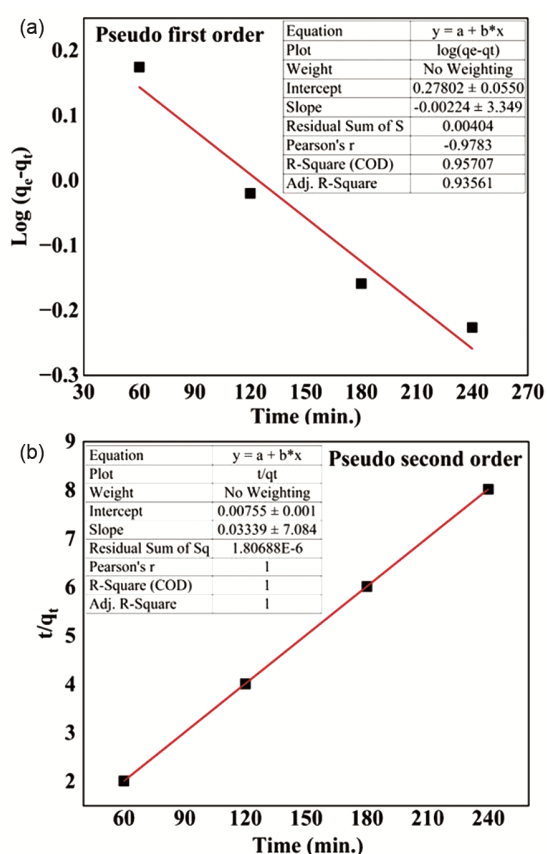 (a)
Pseudo first order
Equation y = a + b*x
Plot log(qe-qt)
Weight No Weighting
Intercept 0.27802 ± 0.0550
Slope -0.00224 ± 3.349
Residual Sum of S 0.00404
Pearson's r -0.9783
R-Square (COD) 0.95707
Adj. R-Square 0.93561
Log (qe-qt)
0.2
0.1
0.0
−0.1
−0.2
−0.3
30 60 90 120 150 180 210 240 270
Time (min.)
(b)
Pseudo second order
Equation y = a + b*x
Plot t/qt
Weight No Weighting
Intercept 0.00755 ± 0.001
Slope 0.03339 ± 7.084
Residual Sum of Sq 1.80688E-6
Pearson's r 1
R-Square (COD) 1
Adj. R-Square 1
t/qt
9
8
7
6
5
4
3
2
60 90 120 150 180 210 240
Time (min.)